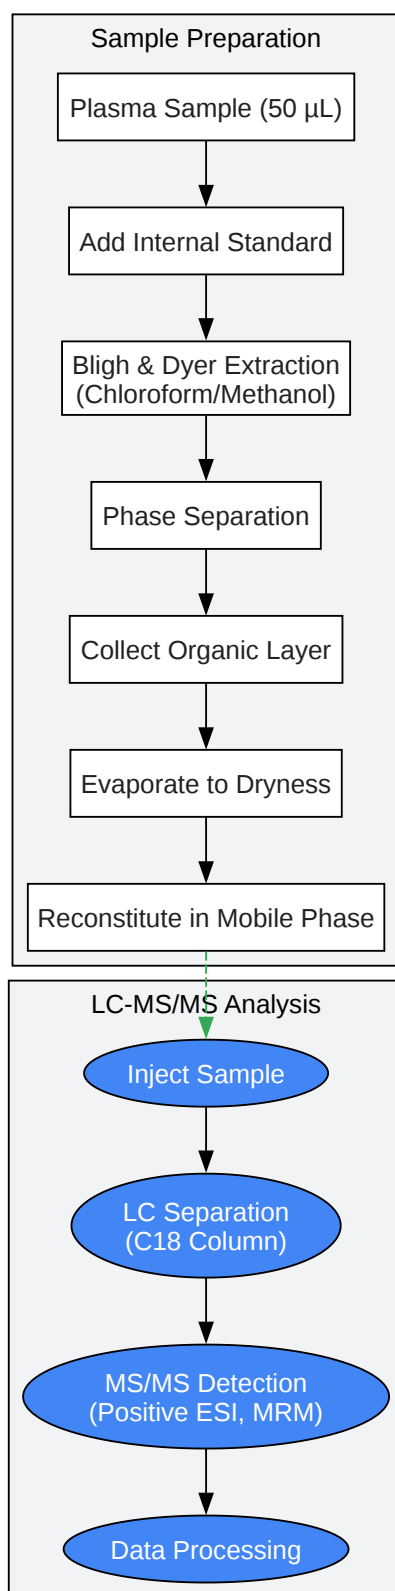 Sample Preparation
Plasma Sample (50 µL)
Add Internal Standard
Bligh & Dyer Extraction
(Chloroform/Methanol)
Phase Separation
Collect Organic Layer
Evaporate to Dryness
Reconstitute in Mobile Phase
LC-MS/MS Analysis
Inject Sample
LC Separation
(C18 Column)
MS/MS Detection
(Positive ESI, MRM)
Data Processing